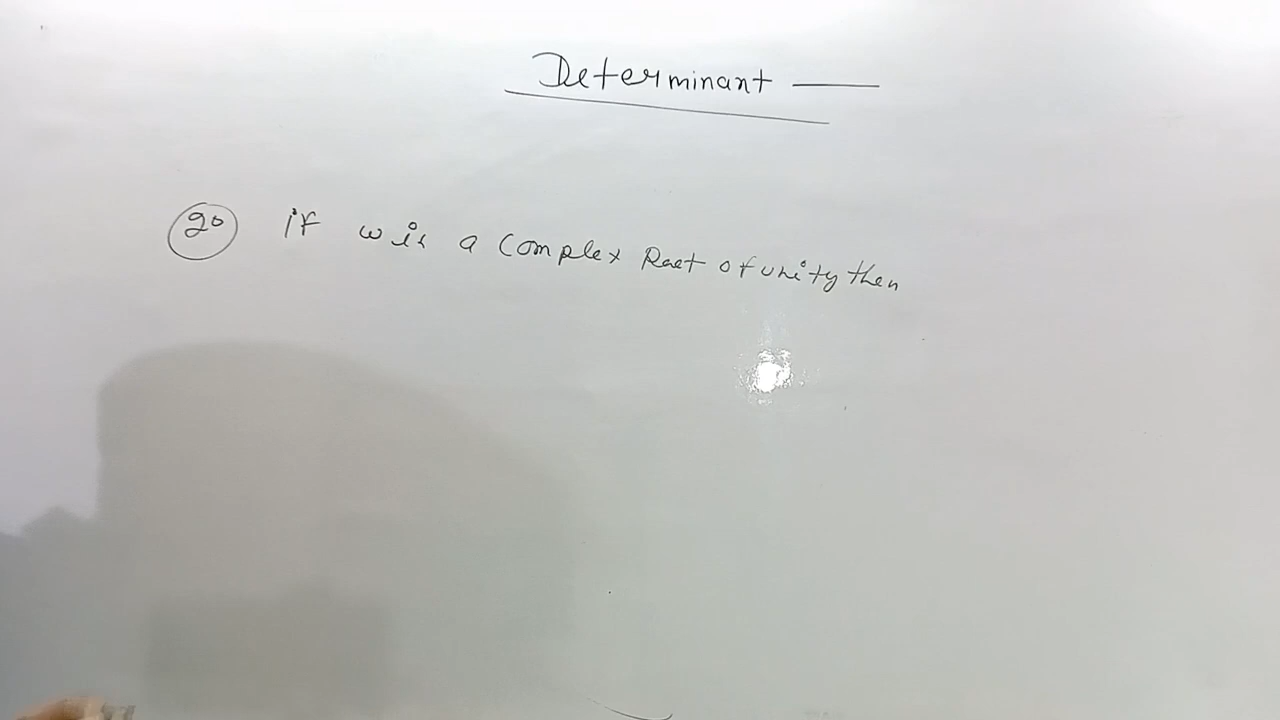 Determinant —
20 if ω is a complex Root of unity then